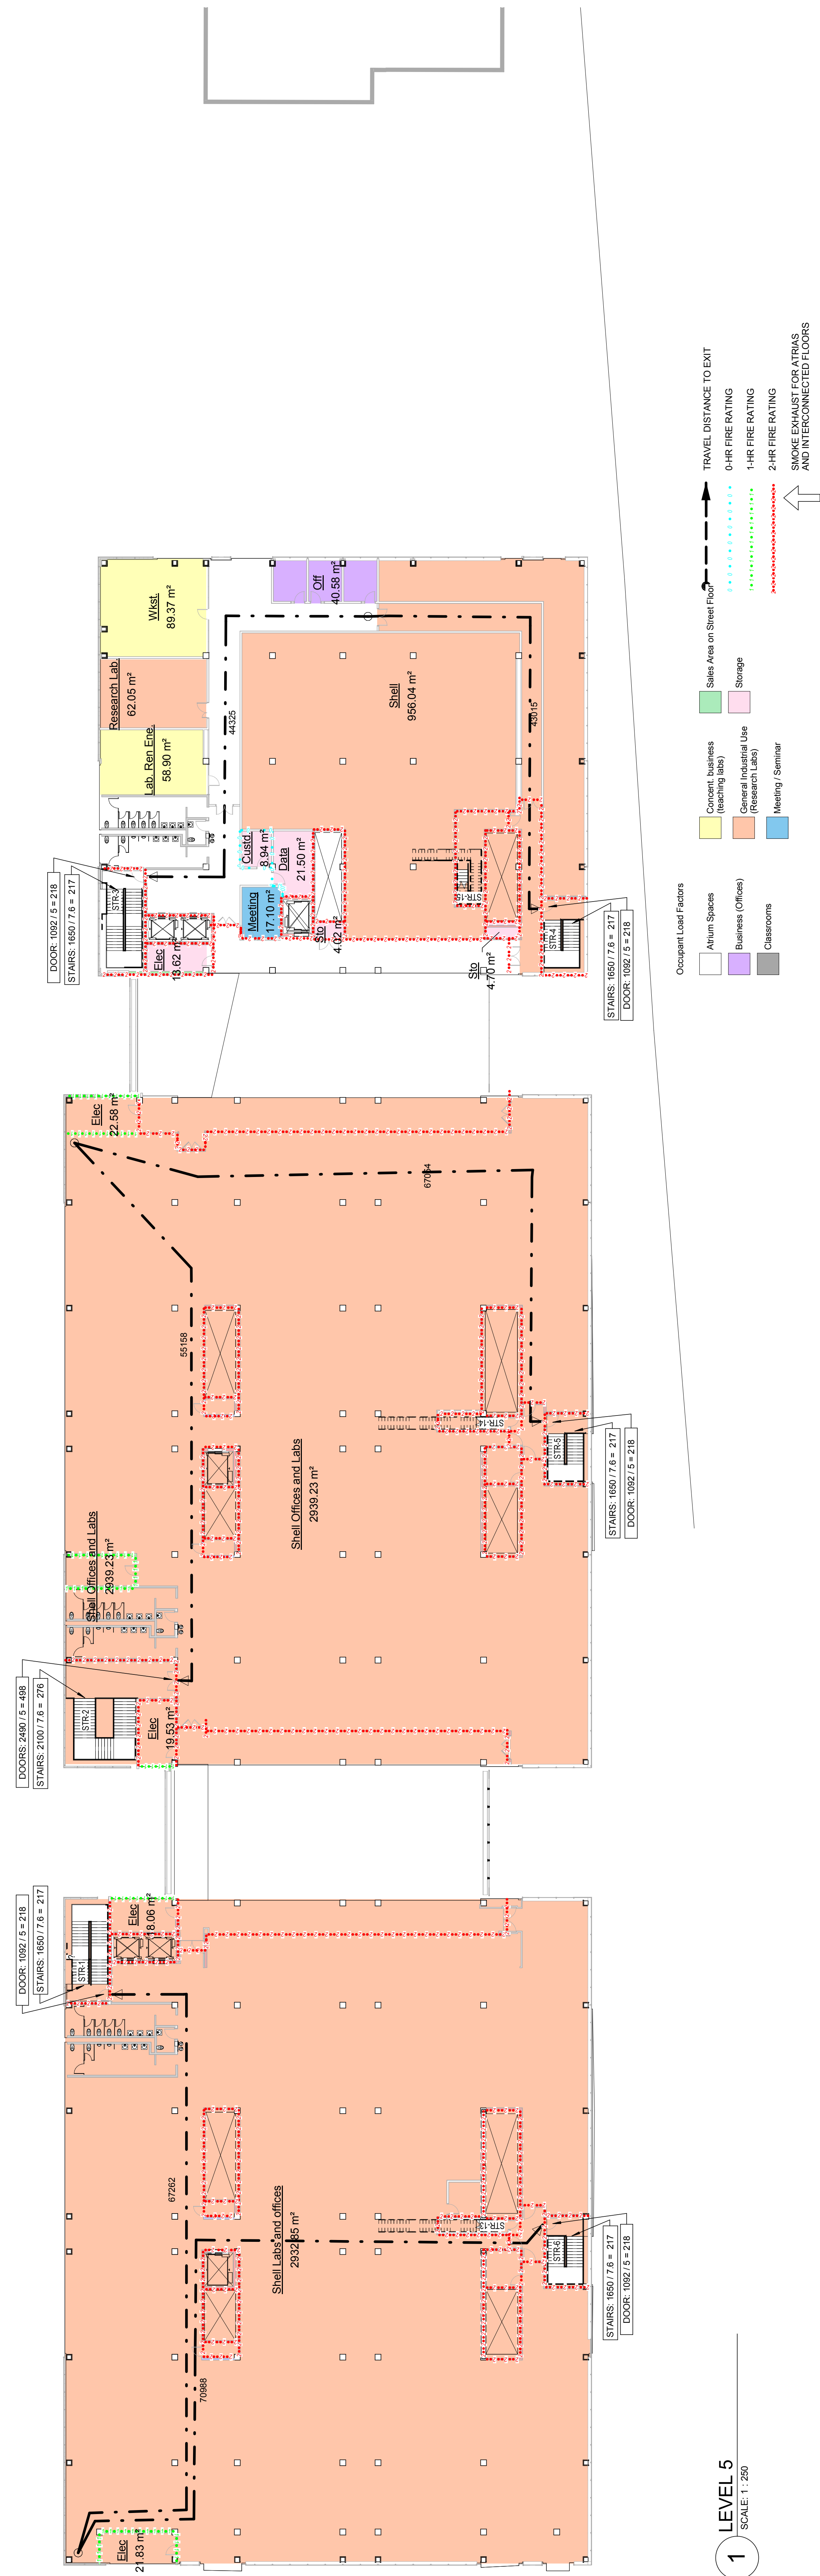 DOOR: 1092 / 5 = 218
STAIRS: 1650 / 7.6 = 217
STR-3
Wkst.
89.37 m²
Research Lab.
62.05 m²
Lab. Ren Ene.
58.90 m²
Off
40.58 m²
44325
Shell
956.04 m²
43015
Custd.
8.94 m²
Data
21.50 m²
Meeting
17.10 m²
Sto
4.02 m²
Elec
13.62 m²
STR-15
Sto
4.70 m²
STR-4
STAIRS: 1650 / 7.6 = 217
DOOR: 1092 / 5 = 218
Elec
22.58 m²
67054
55158
STR-14
STR-5
Shell Offices and Labs
2939.23 m²
Shell Offices and Labs
2939.23 m²
STAIRS: 1650 / 7.6 = 217
DOOR: 1092 / 5 = 218
DOORS: 2490 / 5 = 498
STAIRS: 2100 / 7.6 = 276
STR-2
Elec
19.53 m²
DOOR: 1092 / 5 = 218
STAIRS: 1650 / 7.6 = 217
STR-1
Elec
18.06 m²
67262
Shell Labs and offices
2932.85 m²
STR-13
STR-6
STAIRS: 1650 / 7.6 = 217
DOOR: 1092 / 5 = 218
70988
Elec
21.83 m²
Occupant Load Factors
Atrium Spaces
Business (Offices)
Classrooms
Concent. business
(teaching labs)
General Industrial Use
(Research Labs)
Meeting / Seminar
Sales Area on Street Floor
Storage
TRAVEL DISTANCE TO EXIT
0-HR FIRE RATING
1-HR FIRE RATING
2-HR FIRE RATING
SMOKE EXHAUST FOR ATRIAS
AND INTERCONNECTED FLOORS
1
LEVEL 5
SCALE: 1 : 250